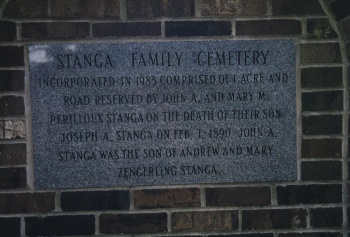 STANGA FAMILY CEMETERY
INCORPORATED IN 1983 COMPRISED OF 1 ACRE AND
ROAD RESERVED BY JOHN A. AND MARY M.
PERILLOUX STANGA ON THE DEATH OF THEIR SON
JOSEPH A. STANGA ON FEB. 1, 1890. JOHN A.
STANGA WAS THE SON OF ANDREW AND MARY
ZENGERLING STANGA.